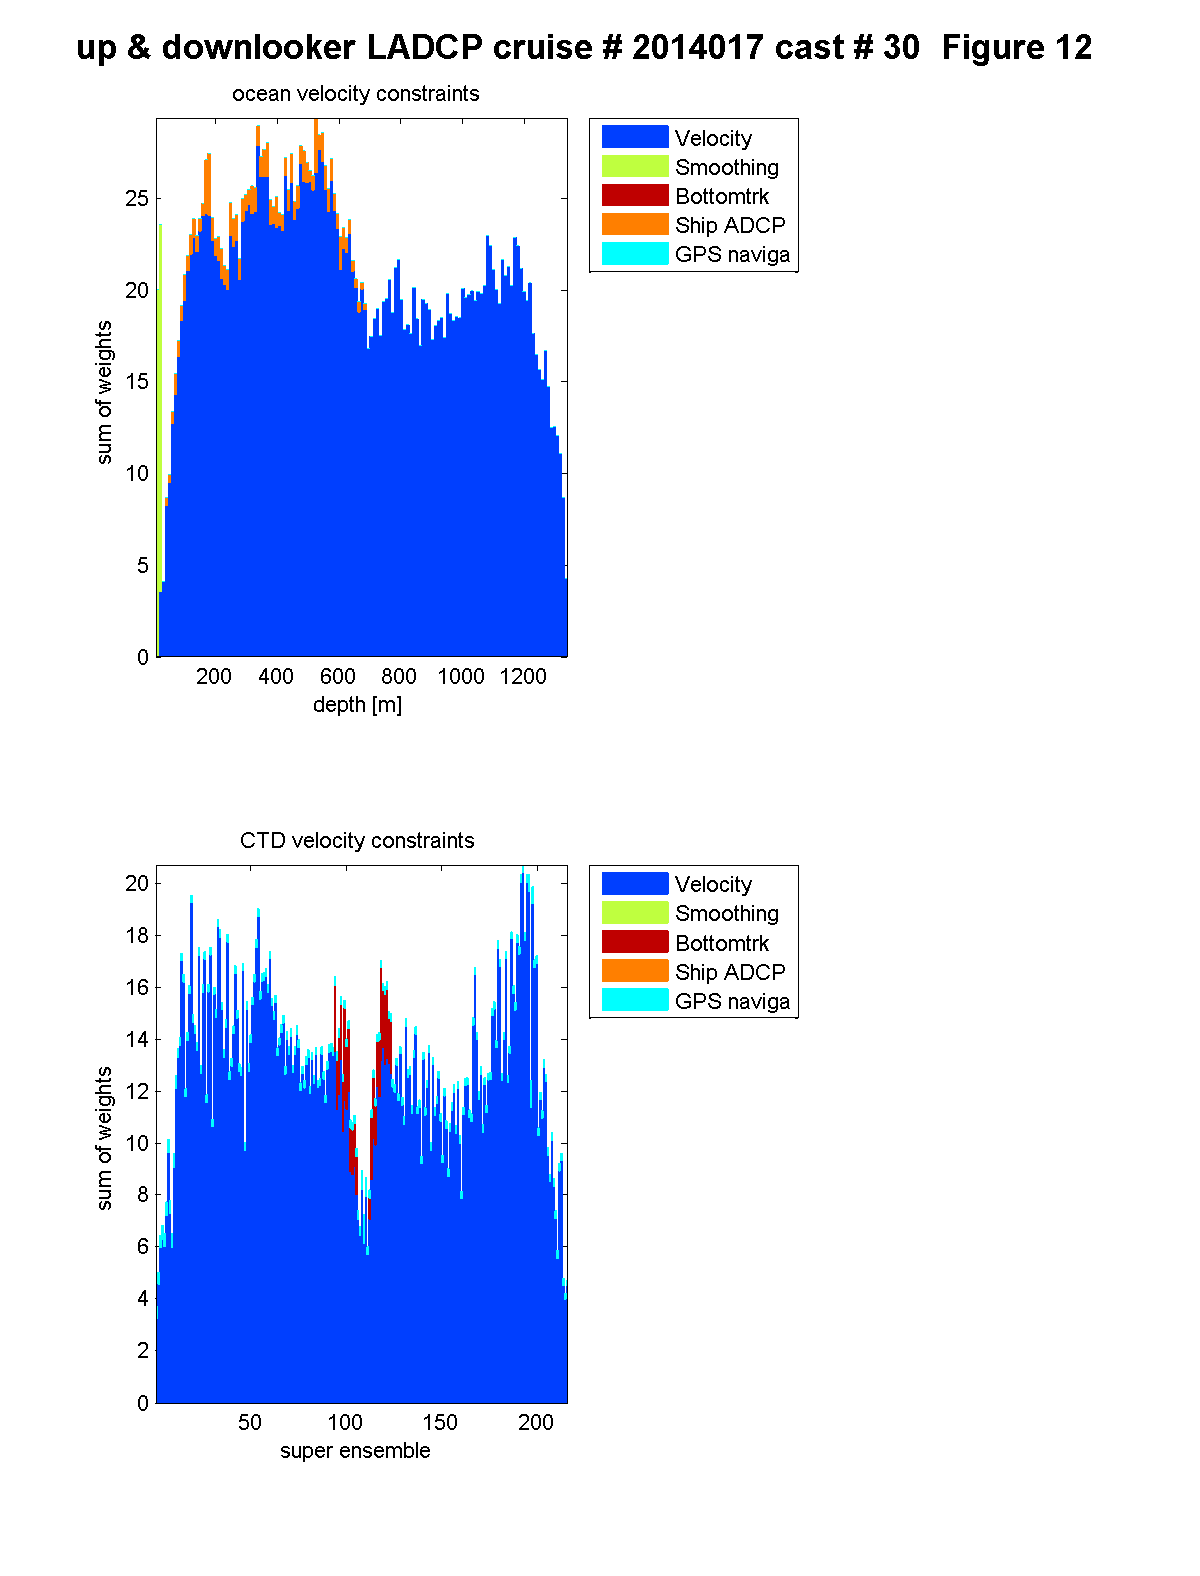 up & downlooker LADCP cruise # 2014017 cast # 30  Figure 12
ocean velocity constraints
Velocity
Smoothing
Bottomtrk
Ship ADCP
GPS naviga
25
20
15
10
5
0
sum of weights
200 400 600 800 1000 1200
depth [m]
CTD velocity constraints
Velocity
Smoothing
Bottomtrk
Ship ADCP
GPS naviga
20
18
16
14
12
10
8
6
4
2
0
sum of weights
50 100 150 200
super ensemble